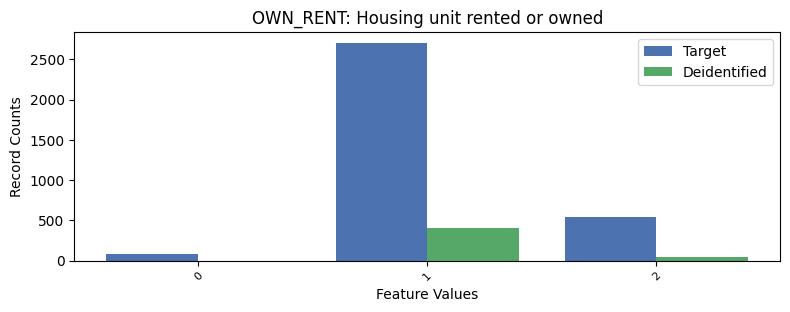 OWN_RENT: Housing unit rented or owned
Target
Deidentified
Record Counts
2500
2000
1500
1000
500
0
0
1
2
Feature Values